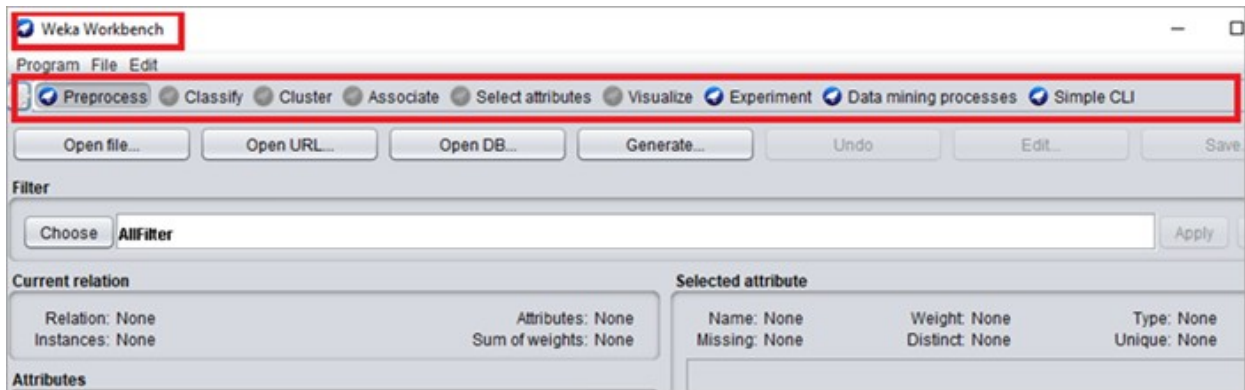 Weka Workbench
Program File Edit
Preprocess Classify Cluster Associate Select attributes Visualize Experiment Data mining processes Simple CLI
Open file... Open URL... Open DB... Generate... Undo Edit... Save.
Filter
Choose AllFilter Apply
Current relation Selected attribute
Relation: None Attributes: None Name: None Weight: None Type: None
Instances: None Sum of weights: None Missing: None Distinct: None Unique: None
Attributes